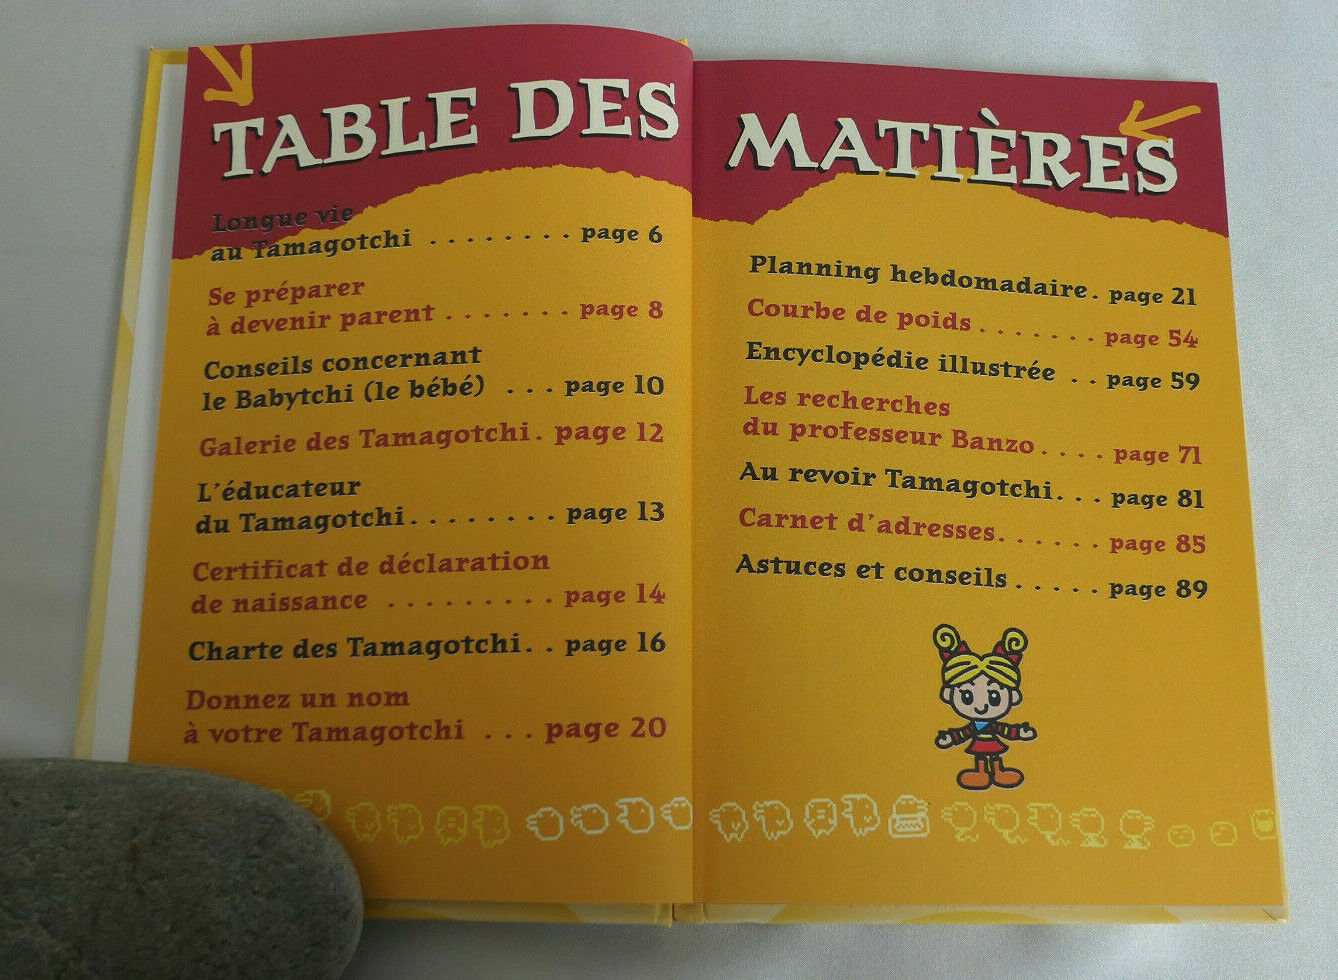 TABLE DES MATIÈRES
Longue vie
au Tamagotchi . . . . . . . . page 6
Se préparer
à devenir parent . . . . . . . page 8
Conseils concernant
le Babytchi (le bébé) . . . page 10
Galerie des Tamagotchi. page 12
L'éducateur
du Tamagotchi. . . . . . . . page 13
Certificat de déclaration
de naissance . . . . . . . . . page 14
Charte des Tamagotchi. . page 16
Donnez un nom
à votre Tamagotchi . . . page 20
Planning hebdomadaire. page 21
Courbe de poids . . . . . . . page 54
Encyclopédie illustrée . . page 59
Les recherches
du professeur Banzo. . . . page 71
Au revoir Tamagotchi. . . page 81
Carnet d'adresses. . . . . . page 85
Astuces et conseils . . . . . page 89